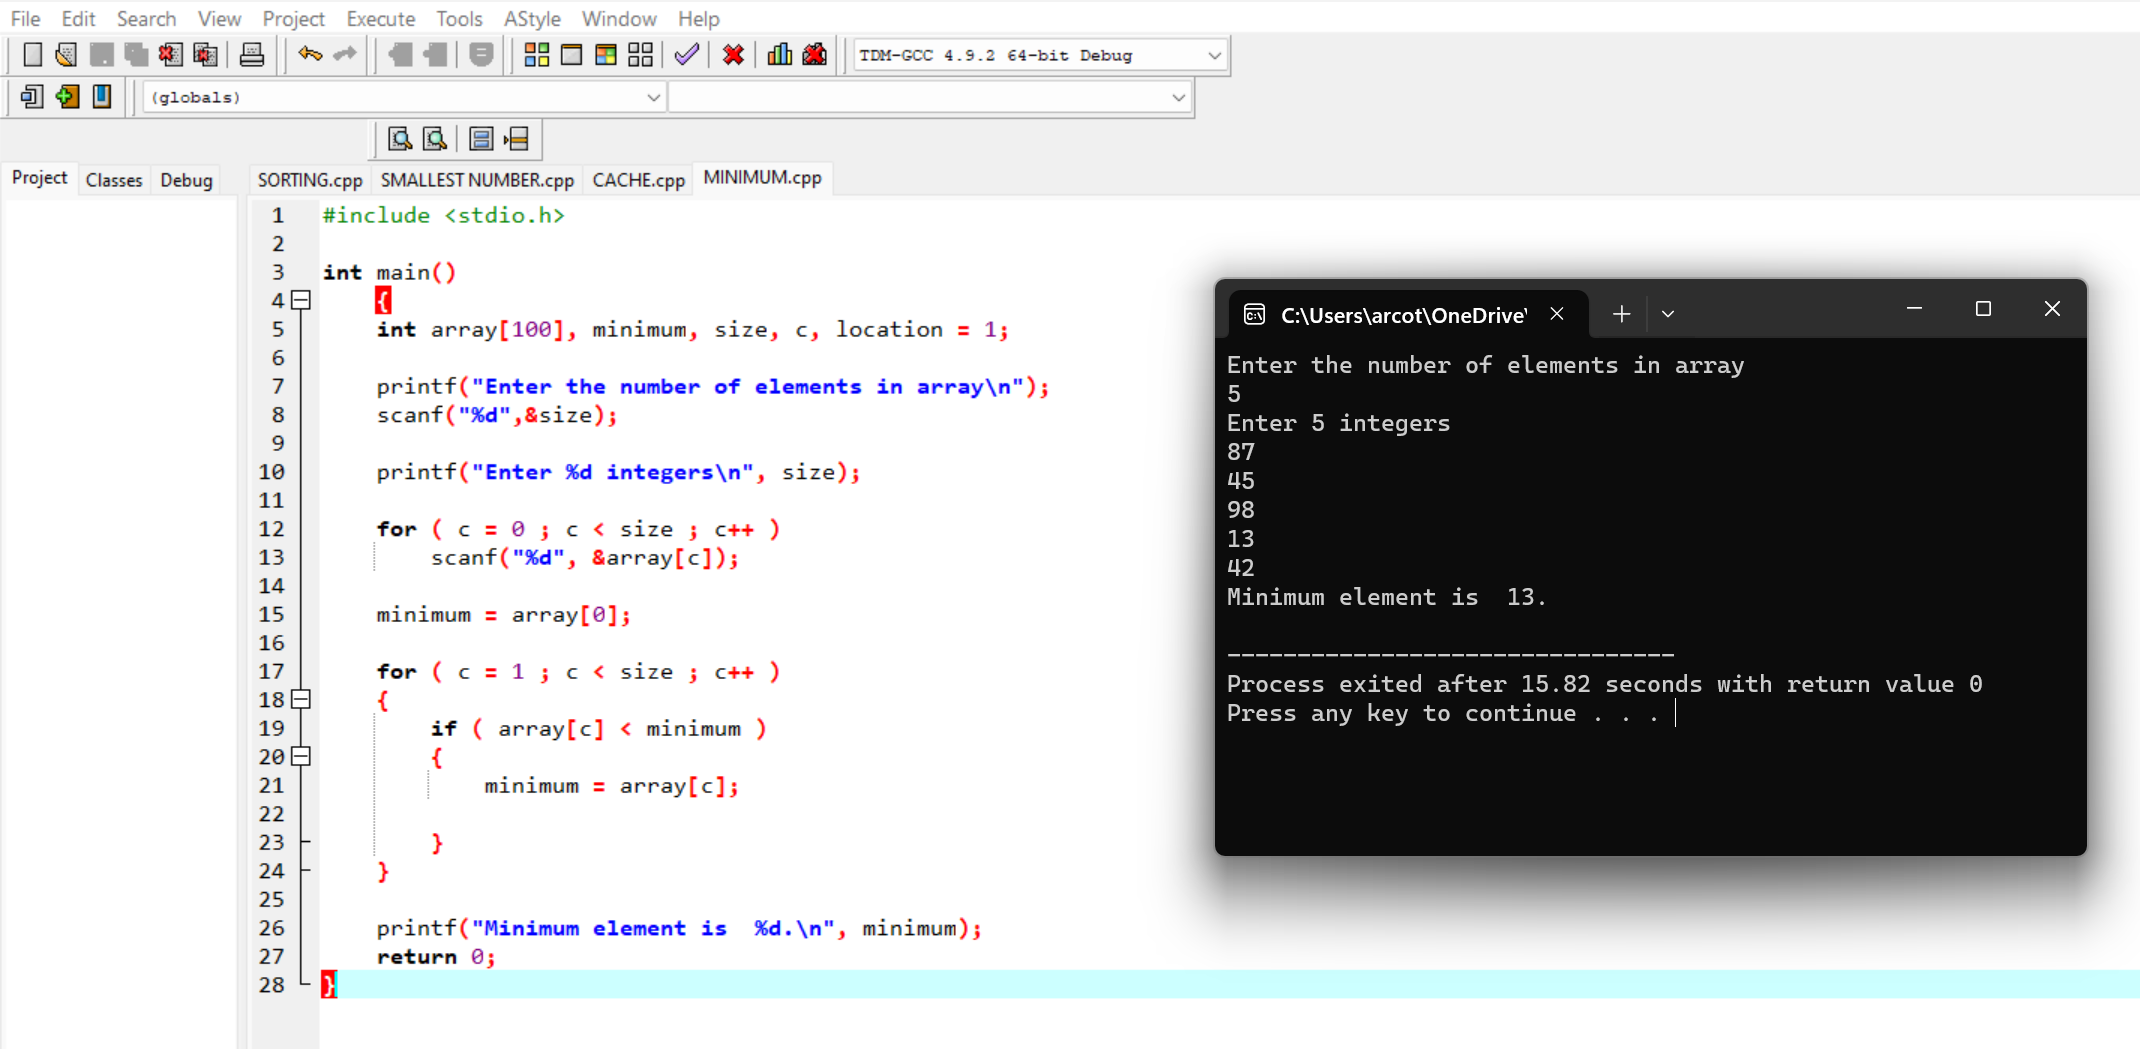 File Edit Search View Project Execute Tools AStyle Window Help
TDM-GCC 4.9.2 64-bit Debug
(globals)
Project Classes Debug
SORTING.cpp SMALLEST NUMBER.cpp CACHE.cpp MINIMUM.cpp
1 #include <stdio.h>
2
3 int main()
4 {
5 int array[100], minimum, size, c, location = 1;
6
7 printf("Enter the number of elements in array\n");
8 scanf("%d",&size);
9
10 printf("Enter %d integers\n", size);
11
12 for ( c = 0 ; c < size ; c++ )
13 scanf("%d", &array[c]);
14
15 minimum = array[0];
16
17 for ( c = 1 ; c < size ; c++ )
18 {
19 if ( array[c] < minimum )
20 {
21 minimum = array[c];
22
23 }
24 }
25
26 printf("Minimum element is  %d.\n", minimum);
27 return 0;
28 }
C:\Users\arcot\OneDrive\
Enter the number of elements in array
5
Enter 5 integers
87
45
98
13
42
Minimum element is  13.
--------------------------------
Process exited after 15.82 seconds with return value 0
Press any key to continue . . .